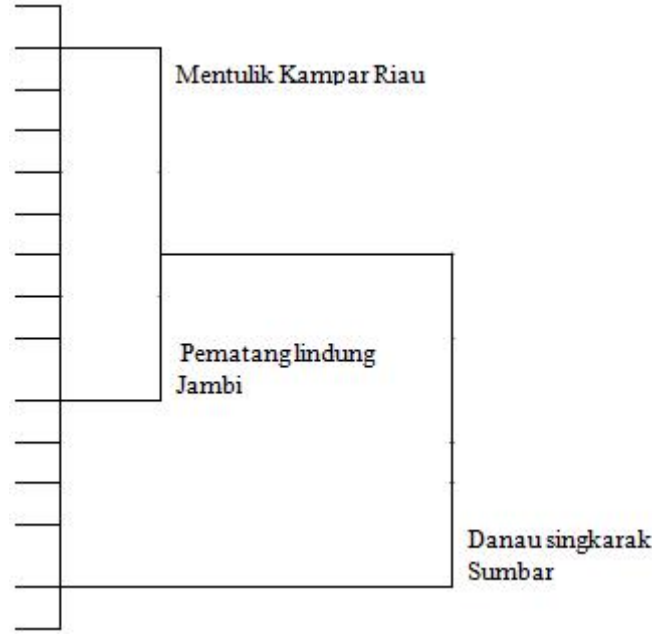 Mentulik Kampar Riau
Pematang lindung
Jambi
Danau singkarak
Sumbar